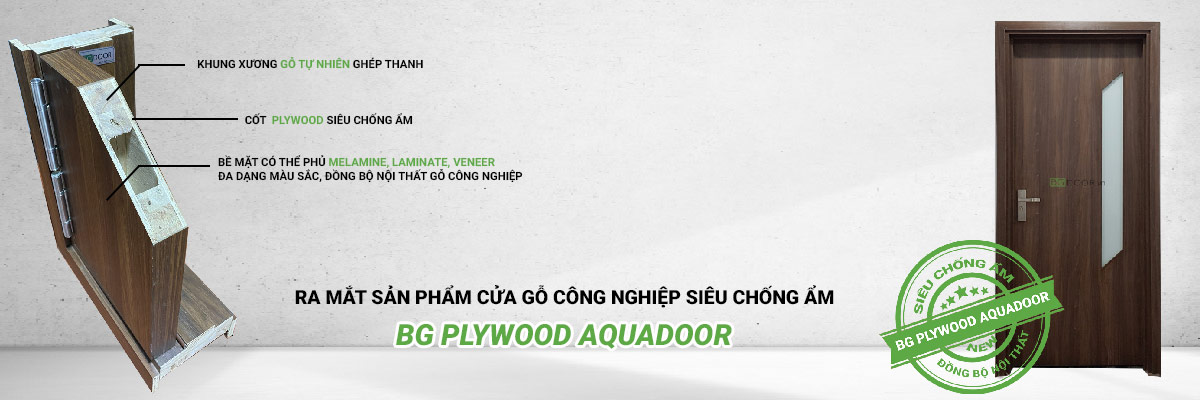 KHUNG XƯƠNG GỖ TỰ NHIÊN GHÉP THANH
CỐT PLYWOOD SIÊU CHỐNG ẨM
BỀ MẶT CÓ THỂ PHỦ MELAMINE, LAMINATE, VENEER
ĐA DẠNG MÀU SẮC, ĐỒNG BỘ NỘI THẤT GỖ CÔNG NGHIỆP
RA MẮT SẢN PHẨM CỬA GỖ CÔNG NGHIỆP SIÊU CHỐNG ẨM
BG PLYWOOD AQUADOOR
SIÊU CHỐNG ẨM
BG PLYWOOD AQUADOOR
NEW
ĐỒNG BỘ NỘI THẤT